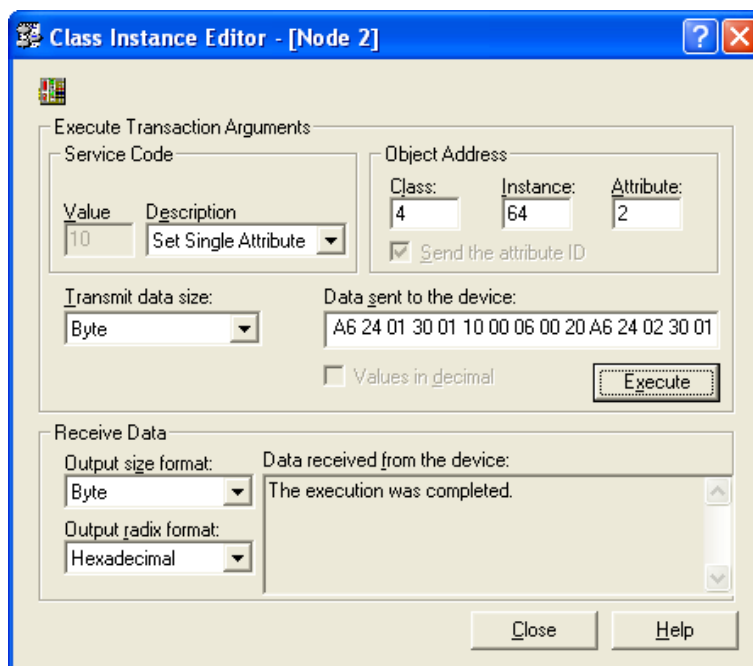 Class Instance Editor - [Node 2]
Execute Transaction Arguments
Service Code
Object Address
Value Description
Class: Instance: Attribute:
10 Set Single Attribute
4 64 2
Send the attribute ID
Transmit data size:
Data sent to the device:
Byte
A6 24 01 30 01 10 00 06 00 20 A6 24 02 30 01
Values in decimal
Execute
Receive Data
Output size format:
Data received from the device:
Byte
The execution was completed.
Output radix format:
Hexadecimal
Close Help